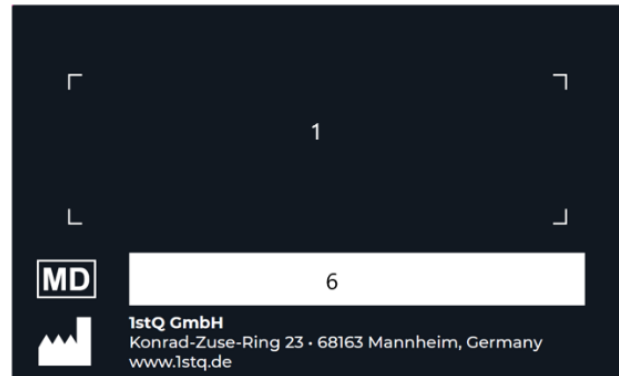 1
MD
6
1stQ GmbH
Konrad-Zuse-Ring 23 • 68163 Mannheim, Germany
www.1stq.de